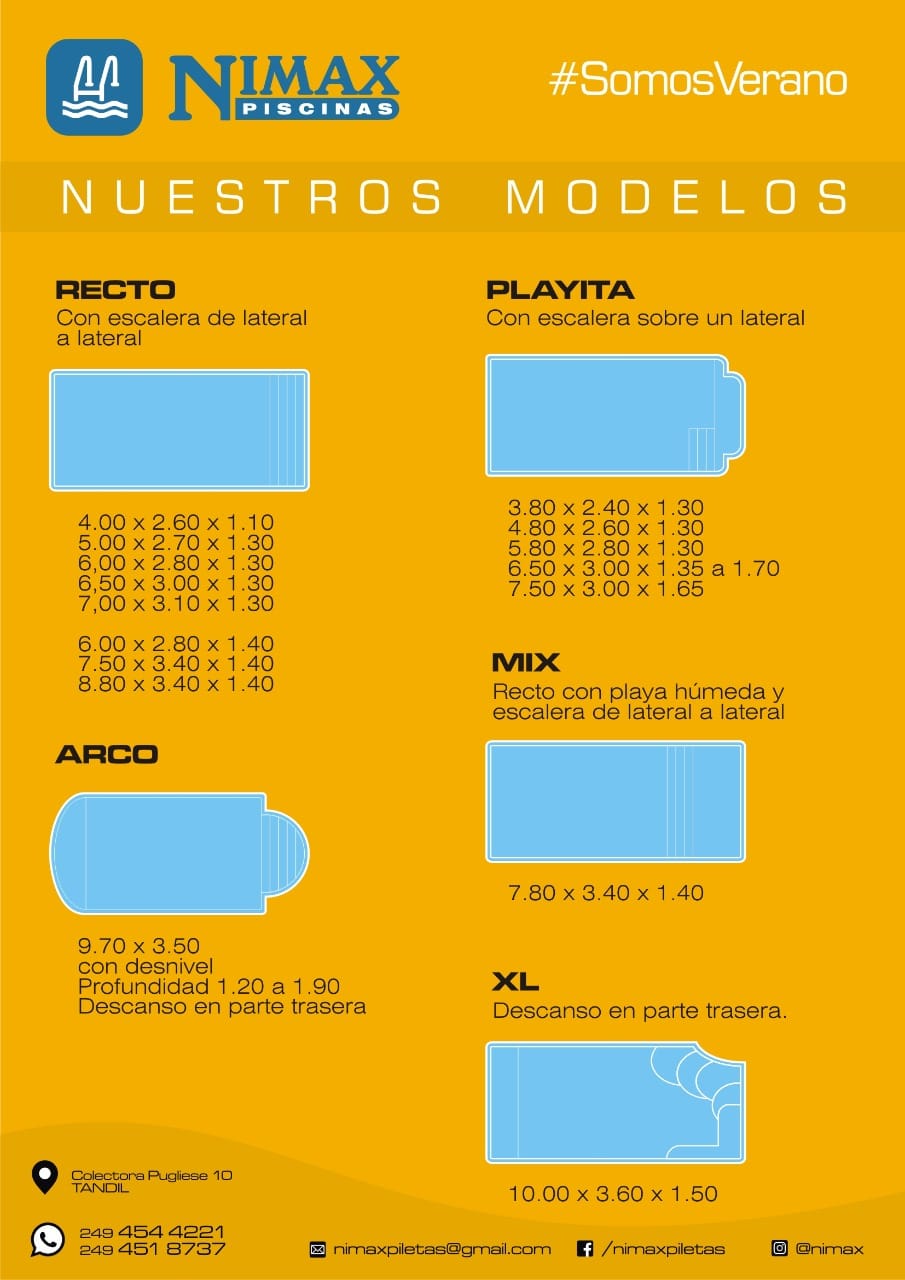 NIMAX
PISCINAS
#SomosVerano
NUESTROS MODELOS
RECTO
Con escalera de lateral
a lateral
4.00 x 2.60 x 1.10
5.00 x 2.70 x 1.30
6,00 x 2.80 x 1.30
6,50 x 3.00 x 1.30
7,00 x 3.10 x 1.30
6.00 x 2.80 x 1.40
7.50 x 3.40 x 1.40
8.80 x 3.40 x 1.40
ARCO
9.70 x 3.50
con desnivel
Profundidad 1.20 a 1.90
Descanso en parte trasera
PLAYITA
Con escalera sobre un lateral
3.80 x 2.40 x 1.30
4.80 x 2.60 x 1.30
5.80 x 2.80 x 1.30
6.50 x 3.00 x 1.35 a 1.70
7.50 x 3.00 x 1.65
MIX
Recto con playa húmeda y
escalera de lateral a lateral
7.80 x 3.40 x 1.40
XL
Descanso en parte trasera.
10.00 x 3.60 x 1.50
Colectora Pugliese 10
TANDIL
249 454 4221
249 451 8737
nimaxpiletas@gmail.com
/nimaxpiletas
@nimax